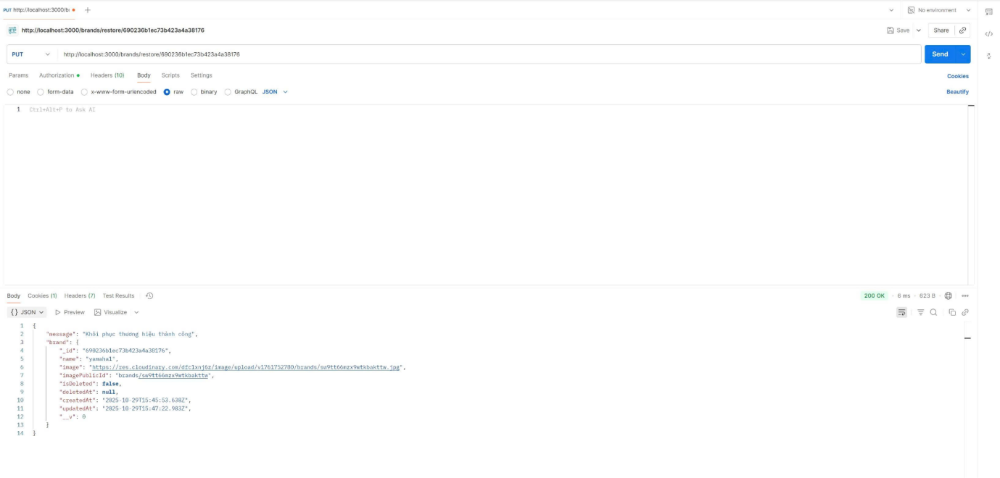 PUT http://localhost:3000/b
No environment
http://localhost:3000/brands/restore/690236b1ec73b423a4a38176
Save
Share
PUT
http://localhost:3000/brands/restore/690236b1ec73b423a4a38176
Send
Params Authorization Headers (10) Body Scripts Settings
Cookies
none form-data x-www-form-urlencoded raw binary GraphQL JSON
Beautify
1 Ctrl+Alt+P to Ask AI
Body Cookies (1) Headers (7) Test Results
200 OK · 6 ms · 623 B
{} JSON Preview Visualize
1 {
2 "message": "Khôi phục thương hiệu thành công",
3 "brand": {
4 "_id": "690236b1ec73b423a4a38176",
5 "name": "yamaha1",
6 "image": "https://res.cloudinary.com/dfc1xnj6z/image/upload/v1761752780/brands/sw9tt66mzx9wtkbakttw.jpg",
7 "imagePublicId": "brands/sw9tt66mzx9wtkbakttw",
8 "isDeleted": false,
9 "deletedAt": null,
10 "createdAt": "2025-10-29T15:45:53.638Z",
11 "updatedAt": "2025-10-29T15:47:22.983Z",
12 "__v": 0
13 }
14 }